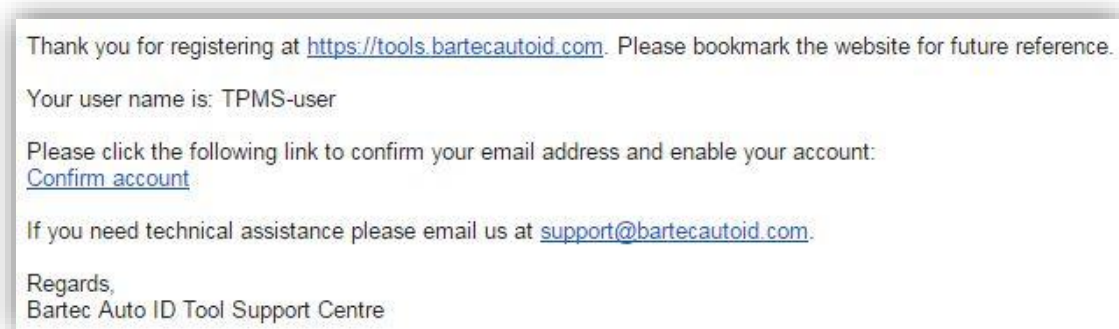 Thank you for registering at https://tools.bartecautoid.com. Please bookmark the website for future reference.
Your user name is: TPMS-user
Please click the following link to confirm your email address and enable your account:
Confirm account
If you need technical assistance please email us at support@bartecautoid.com.
Regards,
Bartec Auto ID Tool Support Centre